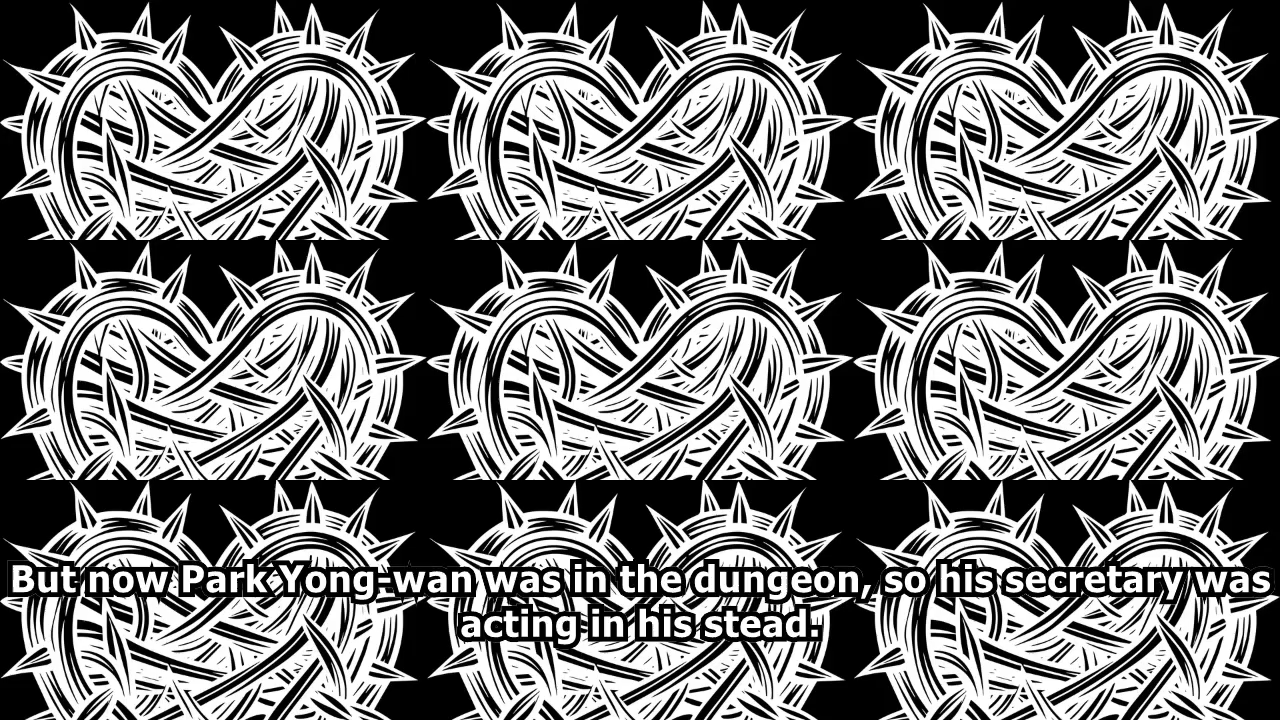 But now Park Yong-wan was in the dungeon, so his secretary was
acting in his stead.